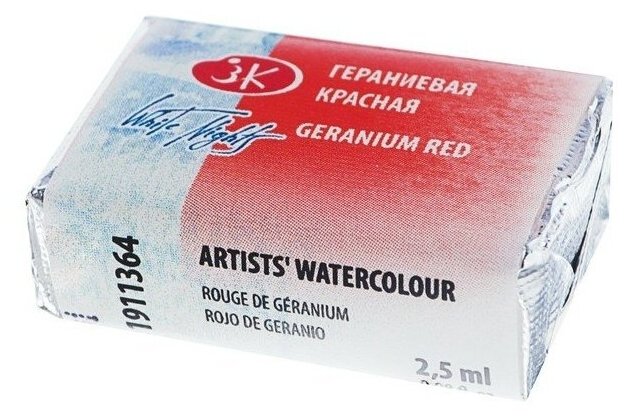 ЗК
ГЕРАНИЕВАЯ
КРАСНАЯ
White Nights
GERANIUM RED
1911364
ARTISTS' WATERCOLOUR
ROUGE DE GÉRANIUM
ROJO DE GERANIO
2,5 ml